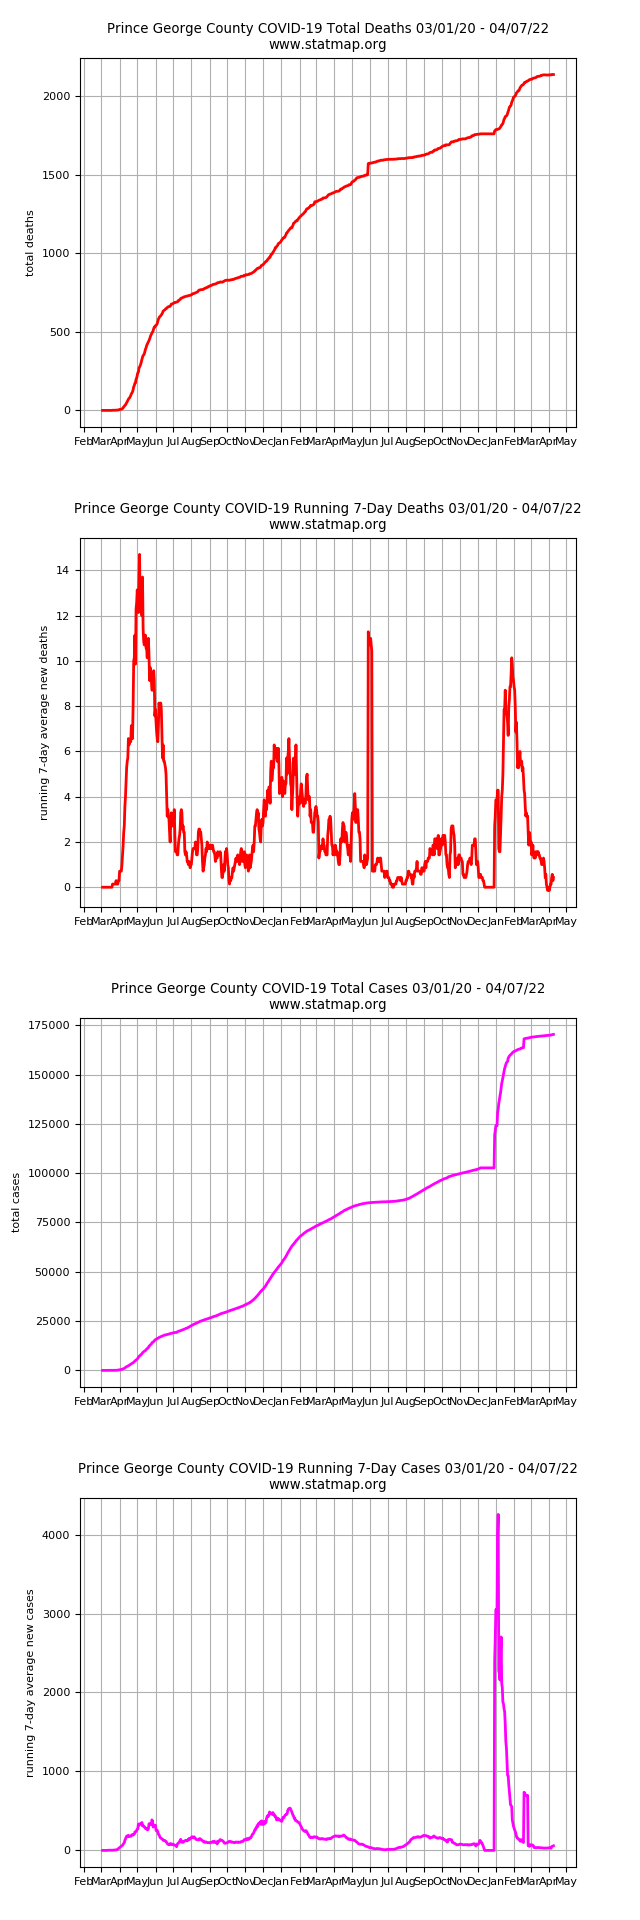 Prince George County COVID-19 Total Deaths 03/01/20 - 04/07/22
www.statmap.org
2000
1500
1000
500
0
total deaths
Feb Mar Apr May Jun Jul Aug Sep Oct Nov Dec Jan Feb Mar Apr May Jun Jul Aug Sep Oct Nov Dec Jan Feb Mar Apr May
Prince George County COVID-19 Running 7-Day Deaths 03/01/20 - 04/07/22
www.statmap.org
14
12
10
8
6
4
2
0
running 7-day average new deaths
Feb Mar Apr May Jun Jul Aug Sep Oct Nov Dec Jan Feb Mar Apr May Jun Jul Aug Sep Oct Nov Dec Jan Feb Mar Apr May
Prince George County COVID-19 Total Cases 03/01/20 - 04/07/22
www.statmap.org
175000
150000
125000
100000
75000
50000
25000
0
total cases
Feb Mar Apr May Jun Jul Aug Sep Oct Nov Dec Jan Feb Mar Apr May Jun Jul Aug Sep Oct Nov Dec Jan Feb Mar Apr May
Prince George County COVID-19 Running 7-Day Cases 03/01/20 - 04/07/22
www.statmap.org
4000
3000
2000
1000
0
running 7-day average new cases
Feb Mar Apr May Jun Jul Aug Sep Oct Nov Dec Jan Feb Mar Apr May Jun Jul Aug Sep Oct Nov Dec Jan Feb Mar Apr May